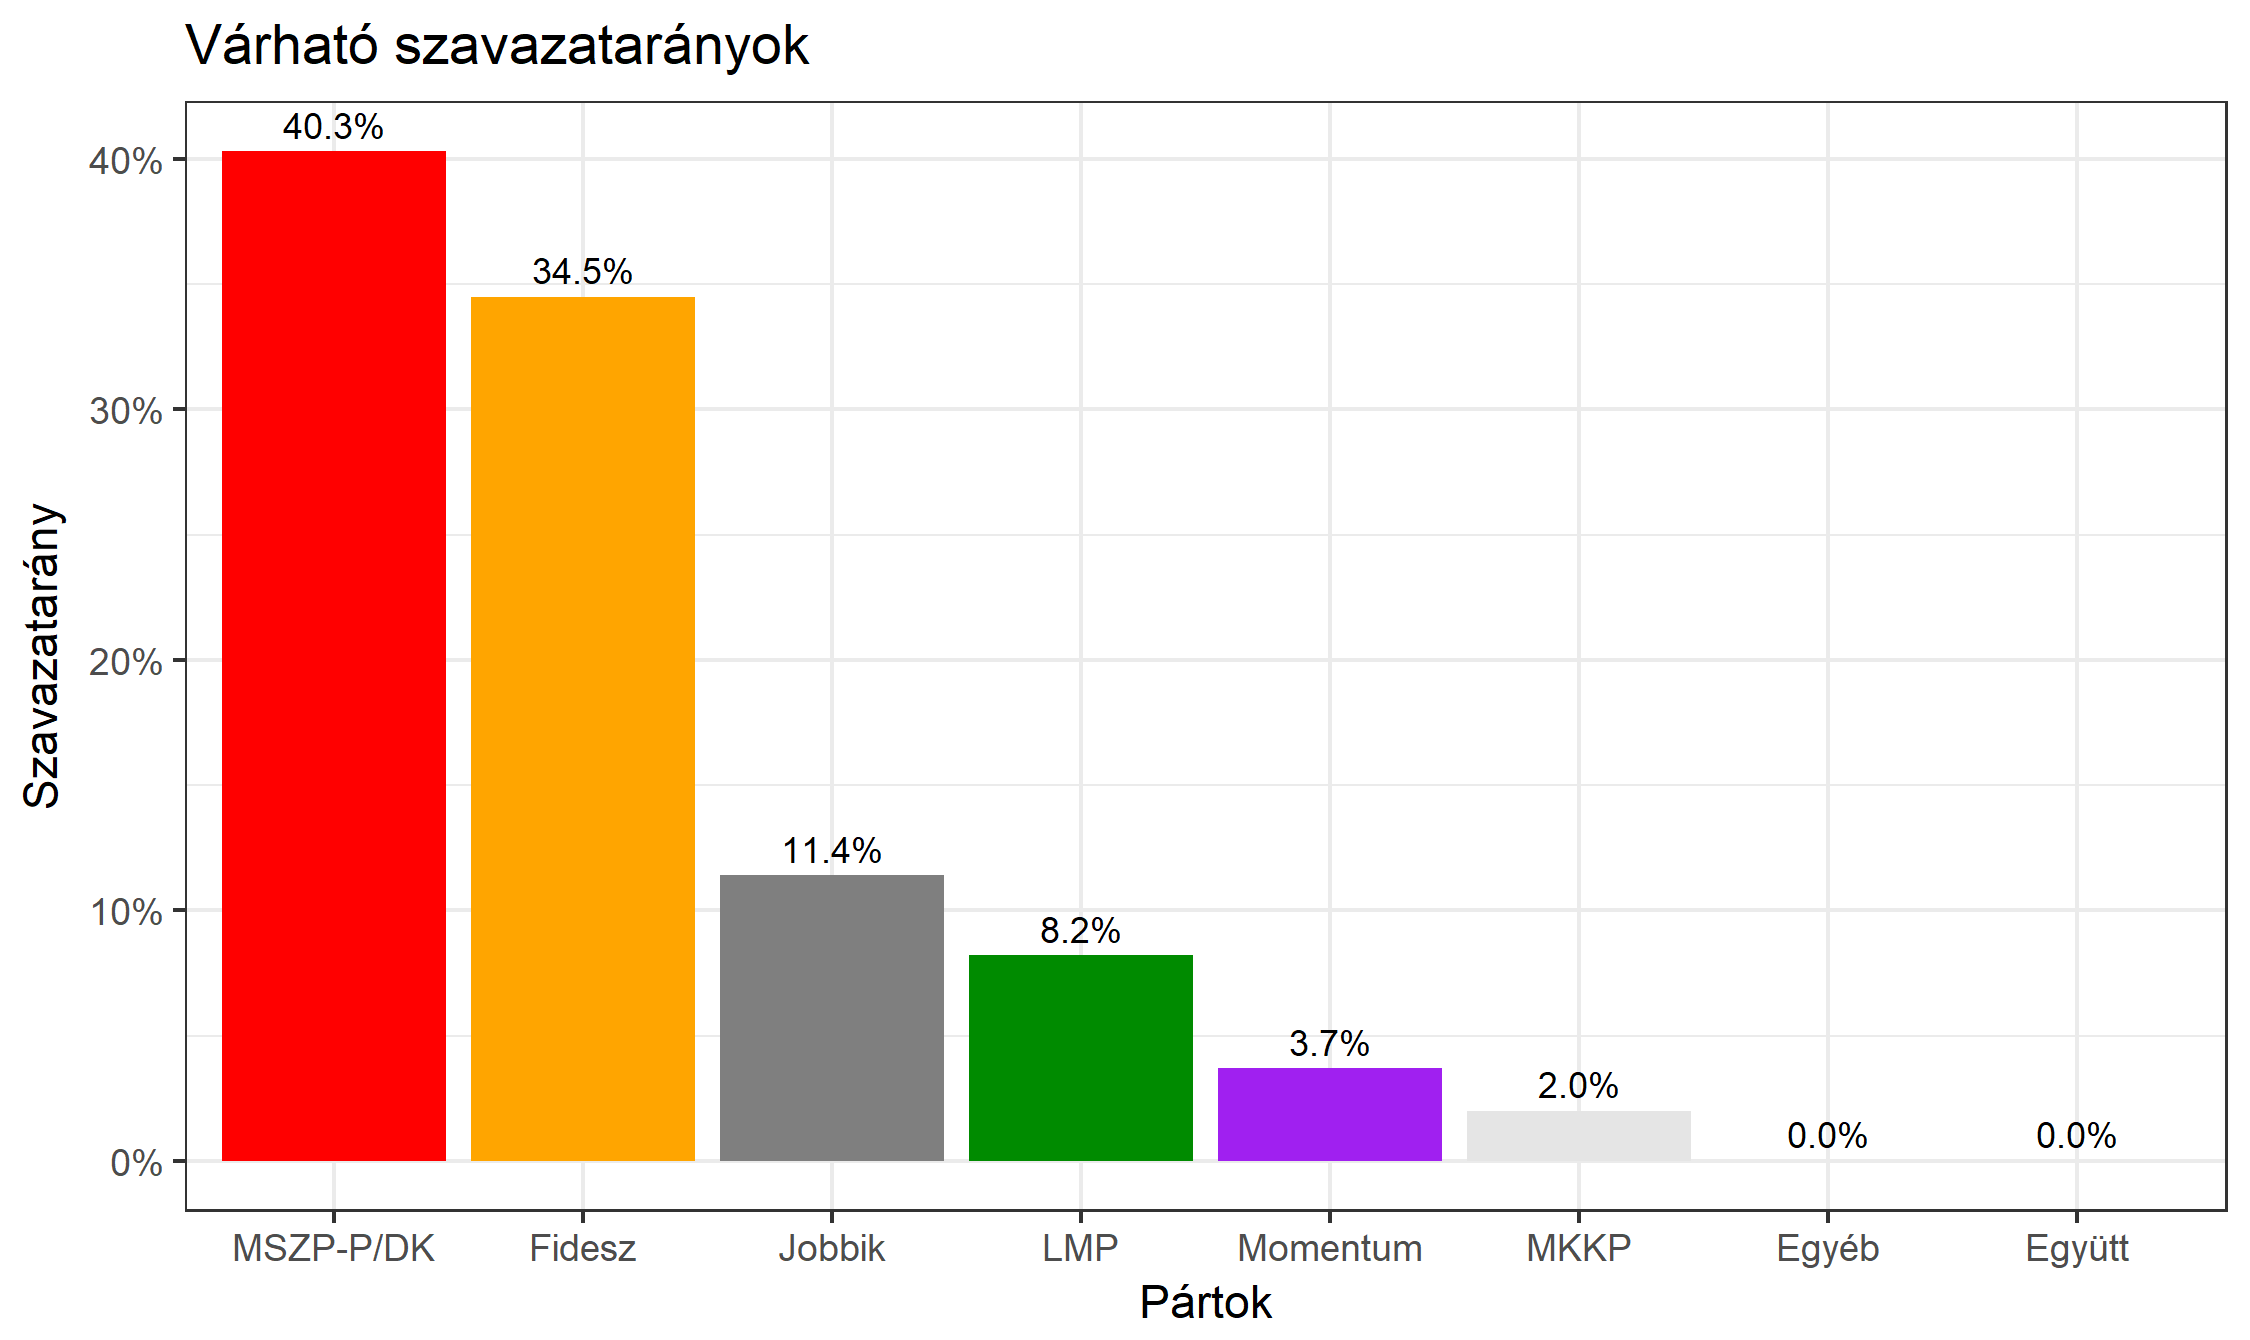 Várható szavazatarányok
40.3%
34.5%
11.4%
8.2%
3.7%
2.0%
0.0%
0.0%
40%
30%
20%
10%
0%
Szavazatarány
MSZP-P/DK
Fidesz
Jobbik
LMP
Momentum
MKKP
Egyéb
Együtt
Pártok